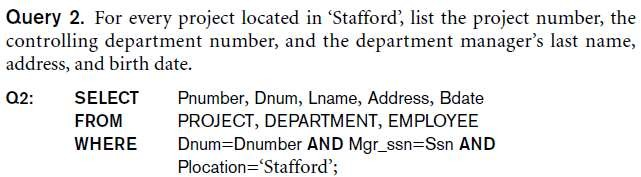 Query 2. For every project located in ‘Stafford’, list the project number, the
controlling department number, and the department manager’s last name,
address, and birth date.
Q2: SELECT Pnumber, Dnum, Lname, Address, Bdate
FROM PROJECT, DEPARTMENT, EMPLOYEE
WHERE Dnum=Dnumber AND Mgr_ssn=Ssn AND
Plocation=‘Stafford’;